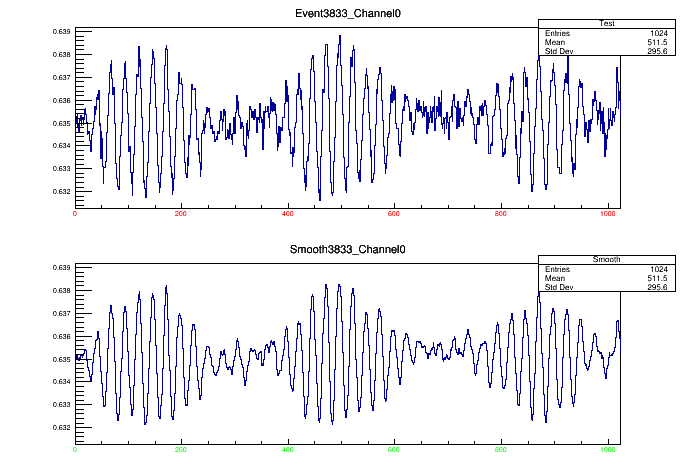 Event3833_Channel0
Test
Entries 1024
Mean 511.5
Std Dev 295.6
0.639
0.638
0.637
0.636
0.635
0.634
0.633
0.632
0 200 400 600 800 1000
Smooth3833_Channel0
Smooth
Entries 1024
Mean 511.5
Std Dev 295.6
0.639
0.638
0.637
0.636
0.635
0.634
0.633
0.632
0 200 400 600 800 1000